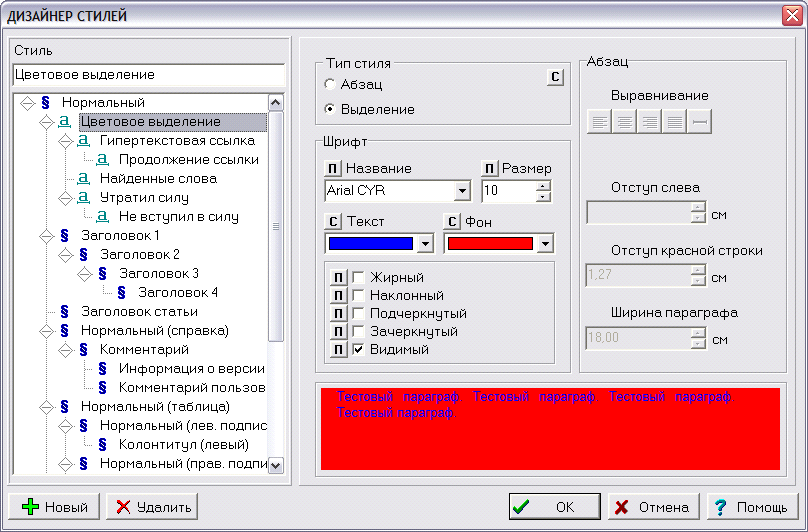 ДИЗАЙНЕР СТИЛЕЙ
Стиль
Цветовое выделение
§ Нормальный
a Цветовое выделение
a Гипертекстовая ссылка
a Продолжение ссылки
a Найденные слова
a Утратил силу
a Не вступил в силу
§ Заголовок 1
§ Заголовок 2
§ Заголовок 3
§ Заголовок 4
§ Заголовок статьи
§ Нормальный (справка)
§ Комментарий
§ Информация о версии
§ Комментарий пользов
§ Нормальный (таблица)
§ Нормальный (лев. подпис
§ Колонтитул (левый)
§ Нормальный (прав. подпи
Новый
Удалить
Тип стиля
С
Абзац
Выделение
Шрифт
П Название
П Размер
Arial CYR
10
С Текст
С Фон
П Жирный
П Наклонный
П Подчеркнутый
П Зачеркнутый
П Видимый
Абзац
Выравнивание
Отступ слева
см
Отступ красной строки
1,27 см
Ширина параграфа
18,00 см
Тестовый параграф. Тестовый параграф. Тестовый параграф.
Тестовый параграф.
OK
Отмена
? Помощь